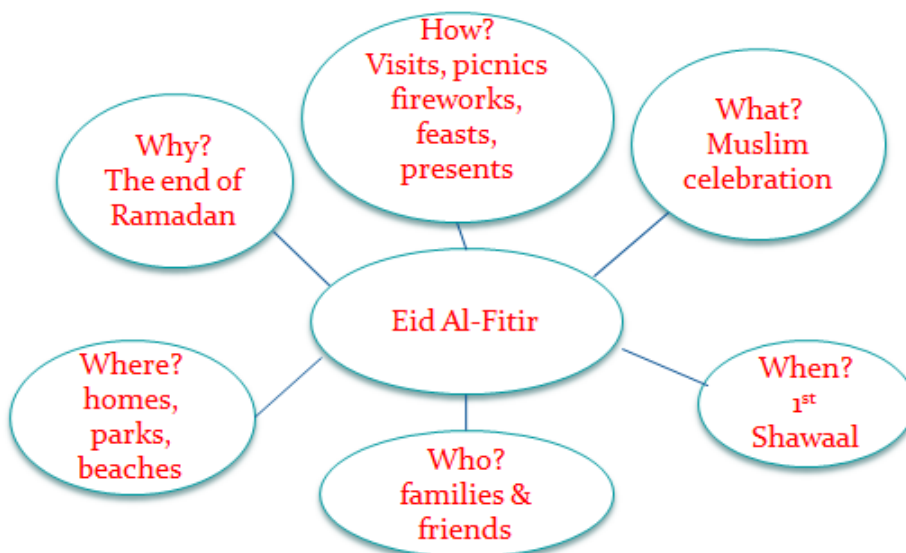 How?
Visits, picnics
fireworks,
feasts,
presents
What?
Muslim
celebration
Why?
The end of
Ramadan
Eid Al-Fitir
Where?
homes,
parks,
beaches
When?
1st
Shawaal
Who?
families &
friends